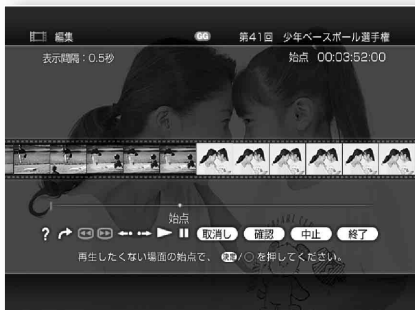 編集 GG 第41回 少年ベースボール選手権
表示間隔：0.5秒 始点 00:03:52:00
始点
? 取消し 確認 中止 終了
再生したくない場面の始点で、決定/○を押してください。